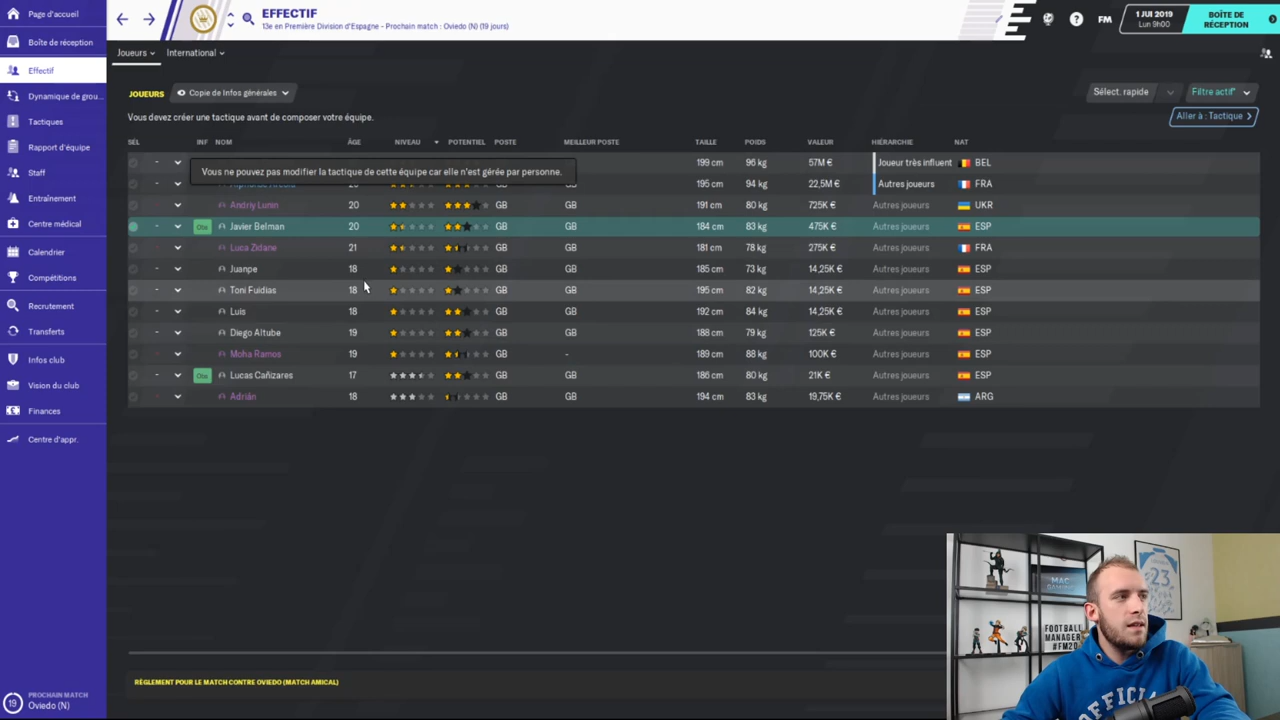 Page d'accueil
EFFECTIF
13e en Première Division d'Espagne - Prochain match : Oviedo (N) (19 jours)
FM
1 JUI 2019
Lun 9h00
BOÎTE DE RÉCEPTION
Boîte de réception
Effectif
Dynamique de grou...
Tactiques
Rapport d'équipe
Staff
Entraînement
Centre médical
Calendrier
Compétitions
Recrutement
Transferts
Infos club
Vision du club
Finances
Centre d'appr.
Joueurs
International
JOUEURS
Copie de Infos générales
Sélect. rapide
Filtre actif*
Vous devez créer une tactique avant de composer votre équipe.
Aller à : Tactique
SÉL INF NOM ÂGE NIVEAU POTENTIEL POSTE MEILLEUR POSTE TAILLE POIDS VALEUR HIÉRARCHIE NAT
- 199 cm 96 kg 57M € Joueur très influent BEL
Vous ne pouvez pas modifier la tactique de cette équipe car elle n'est gérée par personne.
195 cm 94 kg 22,5M € Autres joueurs FRA
- Andriy Lunin 20 GB GB 191 cm 80 kg 725K € Autres joueurs UKR
- Obs Javier Belman 20 GB GB 184 cm 83 kg 475K € Autres joueurs ESP
- Luca Zidane 21 GB GB 181 cm 78 kg 275K € Autres joueurs FRA
- Juanpe 18 GB GB 185 cm 73 kg 14,25K € Autres joueurs ESP
- Toni Fuidias 18 GB GB 195 cm 82 kg 14,25K € Autres joueurs ESP
- Luis 18 GB GB 192 cm 84 kg 14,25K € Autres joueurs ESP
- Diego Altube 19 GB GB 188 cm 79 kg 125K € Autres joueurs ESP
- Moha Ramos 19 GB - 189 cm 88 kg 100K € Autres joueurs ESP
- Obs Lucas Cañizares 17 GB GB 186 cm 80 kg 21K € Autres joueurs ESP
- Adrián 18 GB GB 194 cm 83 kg 19,75K € Autres joueurs ARG
RÈGLEMENT POUR LE MATCH CONTRE OVIEDO (MATCH AMICAL)
19
PROCHAIN MATCH
Oviedo (N)
MAC
GAMING
23
FOOTBALL
MANAGER
#FM20
OFFICIAL